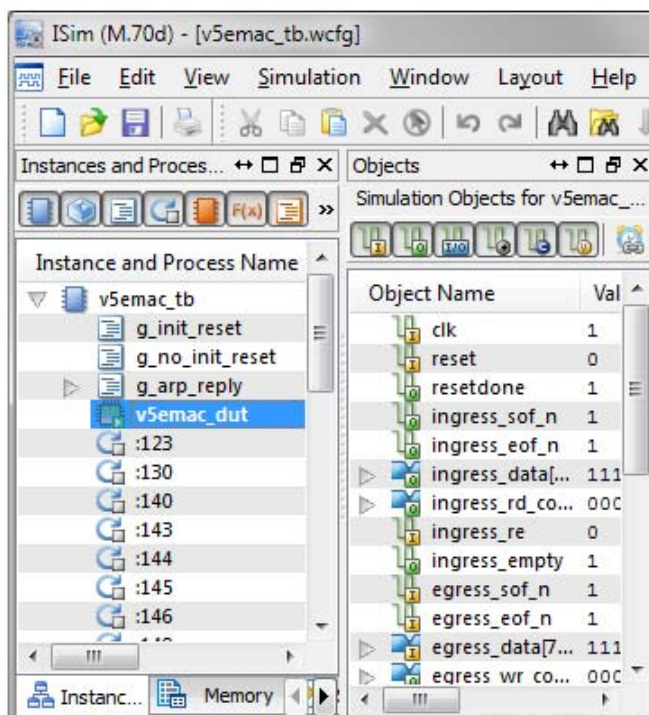 ISim (M.70d) - [v5emac_tb.wcfg]
File Edit View Simulation Window Layout Help
Instances and Proces...
F(x)
»
Instance and Process Name
v5emac_tb
g_init_reset
g_no_init_reset
g_arp_reply
v5emac_dut
:123
:130
:140
:143
:144
:145
:146
Instanc... Memory
Objects
Simulation Objects for v5emac_...
I O I/O
Object Name Val
clk 1
reset 0
resetdone 1
ingress_sof_n 1
ingress_eof_n 1
ingress_data[... 111
ingress_rd_co... 000
ingress_re 0
ingress_empty 1
egress_sof_n 1
egress_eof_n 1
egress_data[7... 111
egress_wr_co... 000